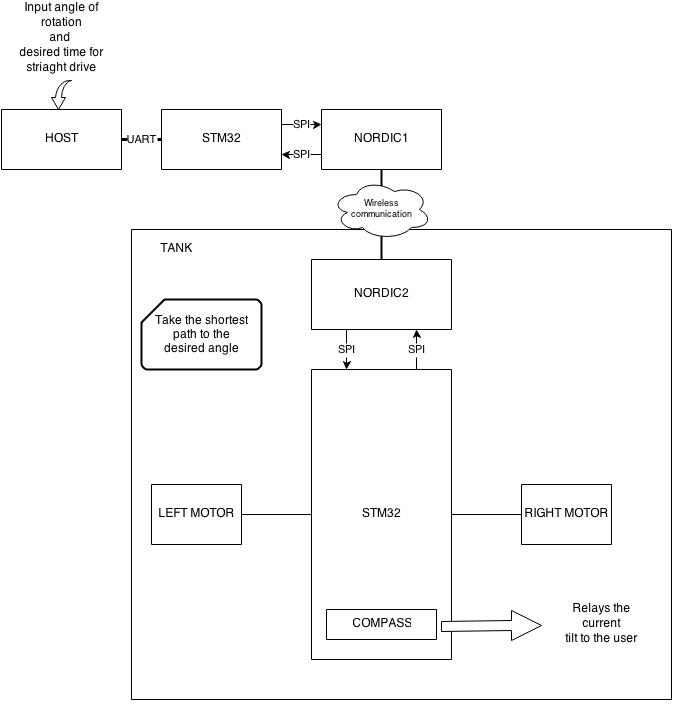 Input angle of
rotation
and
desired time for
striaght drive
HOST
UART
STM32
SPI
SPI
NORDIC1
Wireless
communication
TANK
NORDIC2
Take the shortest
path to the
desired angle
SPI
SPI
LEFT MOTOR
STM32
RIGHT MOTOR
COMPASS
Relays the
current
tilt to the user